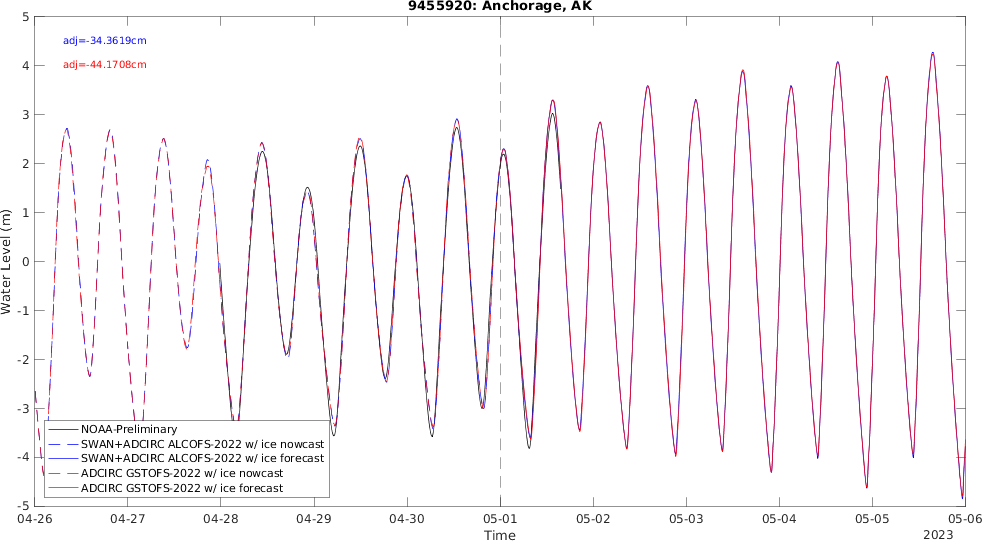 9455920: Anchorage, AK
adj=-34.3619cm
adj=-44.1708cm
Water Level (m)
5
4
3
2
1
0
-1
-2
-3
-4
-5
NOAA-Preliminary
SWAN+ADCIRC ALCOFS-2022 w/ ice nowcast
SWAN+ADCIRC ALCOFS-2022 w/ ice forecast
ADCIRC GSTOFS-2022 w/ ice nowcast
ADCIRC GSTOFS-2022 w/ ice forecast
04-26 04-27 04-28 04-29 04-30 05-01 05-02 05-03 05-04 05-05 05-06
Time
2023